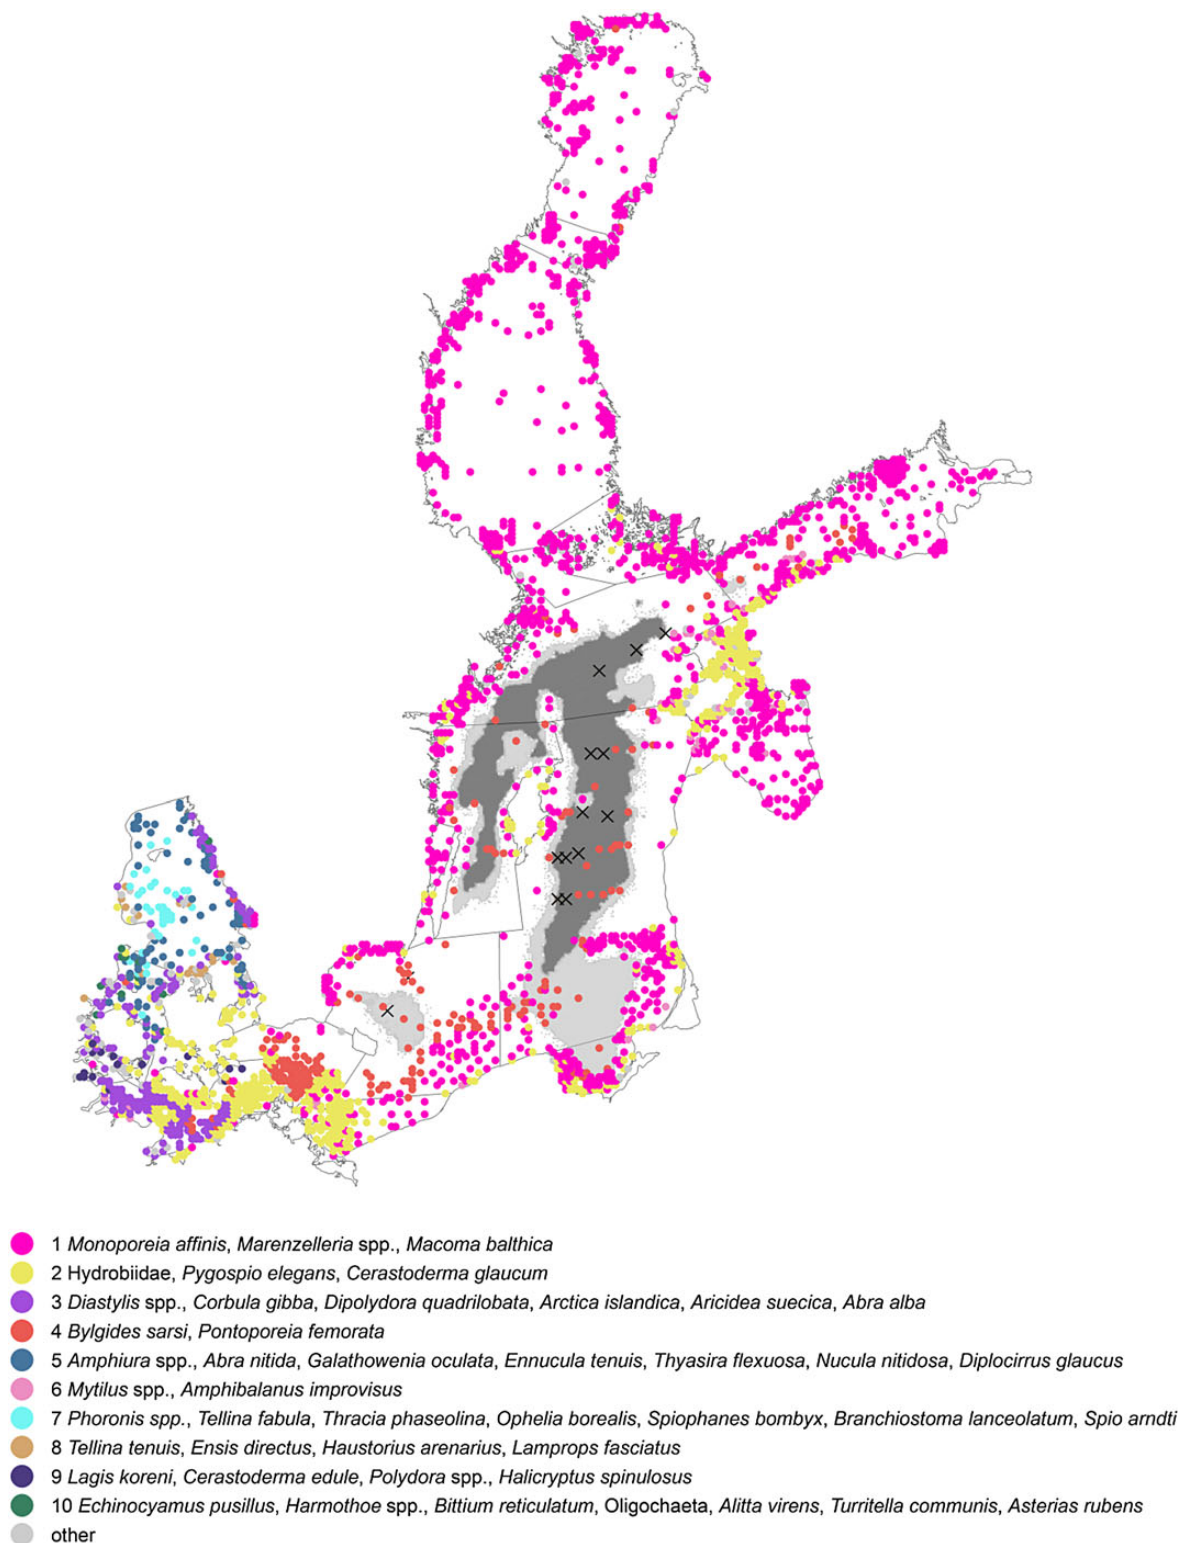 1 Monoporeia affinis, Marenzelleria spp., Macoma balthica
2 Hydrobiidae, Pygospio elegans, Cerastoderma glaucum
3 Diastylis spp., Corbula gibba, Dipolydora quadrilobata, Arctica islandica, Aricidea suecica, Abra alba
4 Bylgides sarsi, Pontoporeia femorata
5 Amphiura spp., Abra nitida, Galathowenia oculata, Ennucula tenuis, Thyasira flexuosa, Nucula nitidosa, Diplocirrus glaucus
6 Mytilus spp., Amphibalanus improvisus
7 Phoronis spp., Tellina fabula, Thracia phaseolina, Ophelia borealis, Spiophanes bombyx, Branchiostoma lanceolatum, Spio arndti
8 Tellina tenuis, Ensis directus, Haustorius arenarius, Lamprops fasciatus
9 Lagis koreni, Cerastoderma edule, Polydora spp., Halicryptus spinulosus
10 Echinocyamus pusillus, Harmothoe spp., Bittium reticulatum, Oligochaeta, Alitta virens, Turritella communis, Asterias rubens
other